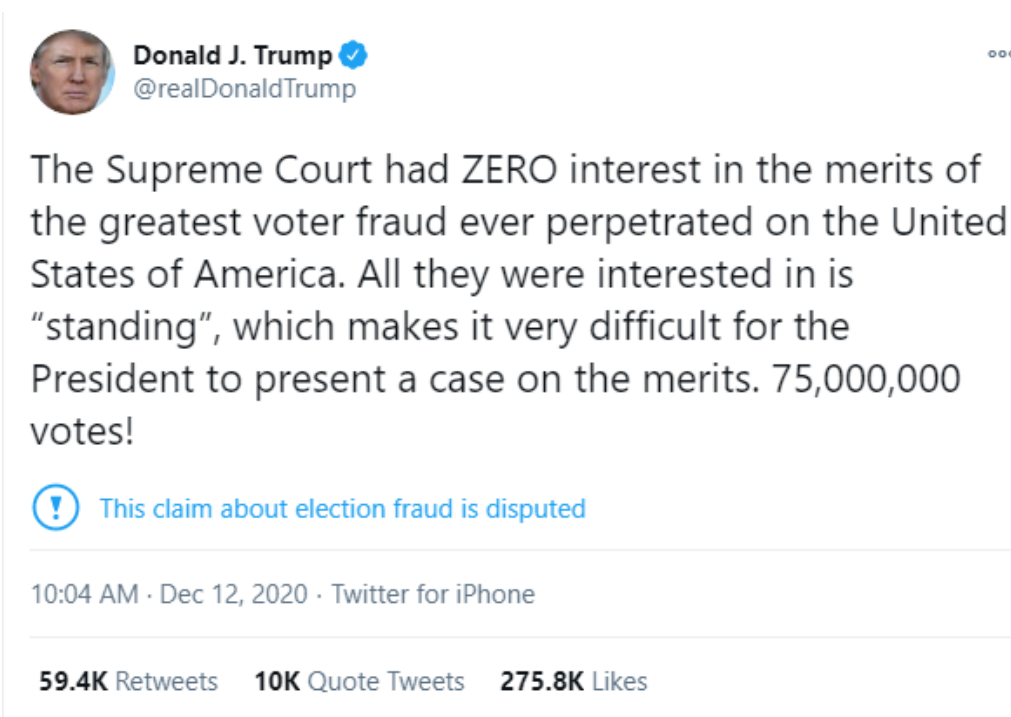 Donald J. Trump
@realDonaldTrump
The Supreme Court had ZERO interest in the merits of
the greatest voter fraud ever perpetrated on the United
States of America. All they were interested in is
“standing”, which makes it very difficult for the
President to present a case on the merits. 75,000,000
votes!
This claim about election fraud is disputed
10:04 AM · Dec 12, 2020 · Twitter for iPhone
59.4K Retweets 10K Quote Tweets 275.8K Likes